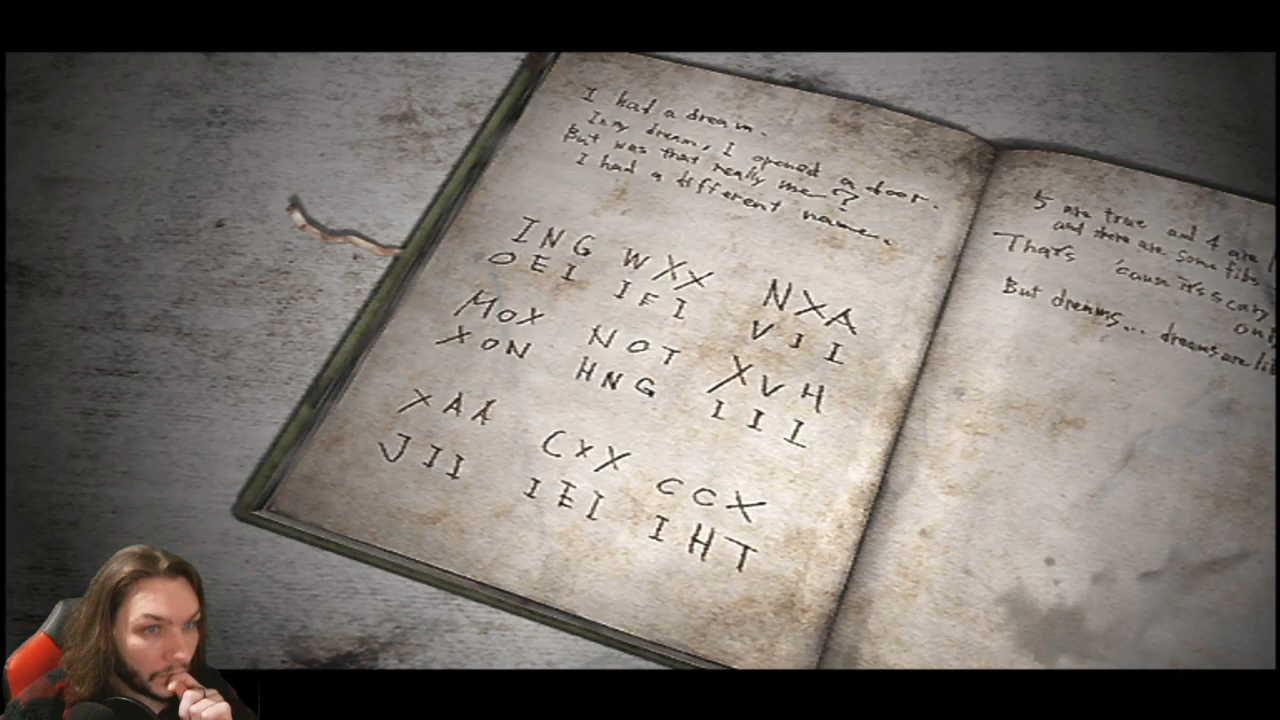 I had a dream.
In my dream, I opened a door.
But was that really me?
I had a different name.
ING WXX NXA
OEI IEI VII
MOX NOT XVH
XON HNG III
XAA CXX CCX
JII IEI IHT
5 are true and 4 are
and there are some fibs
Thats 'cause it's scary
But dreams... dreams are